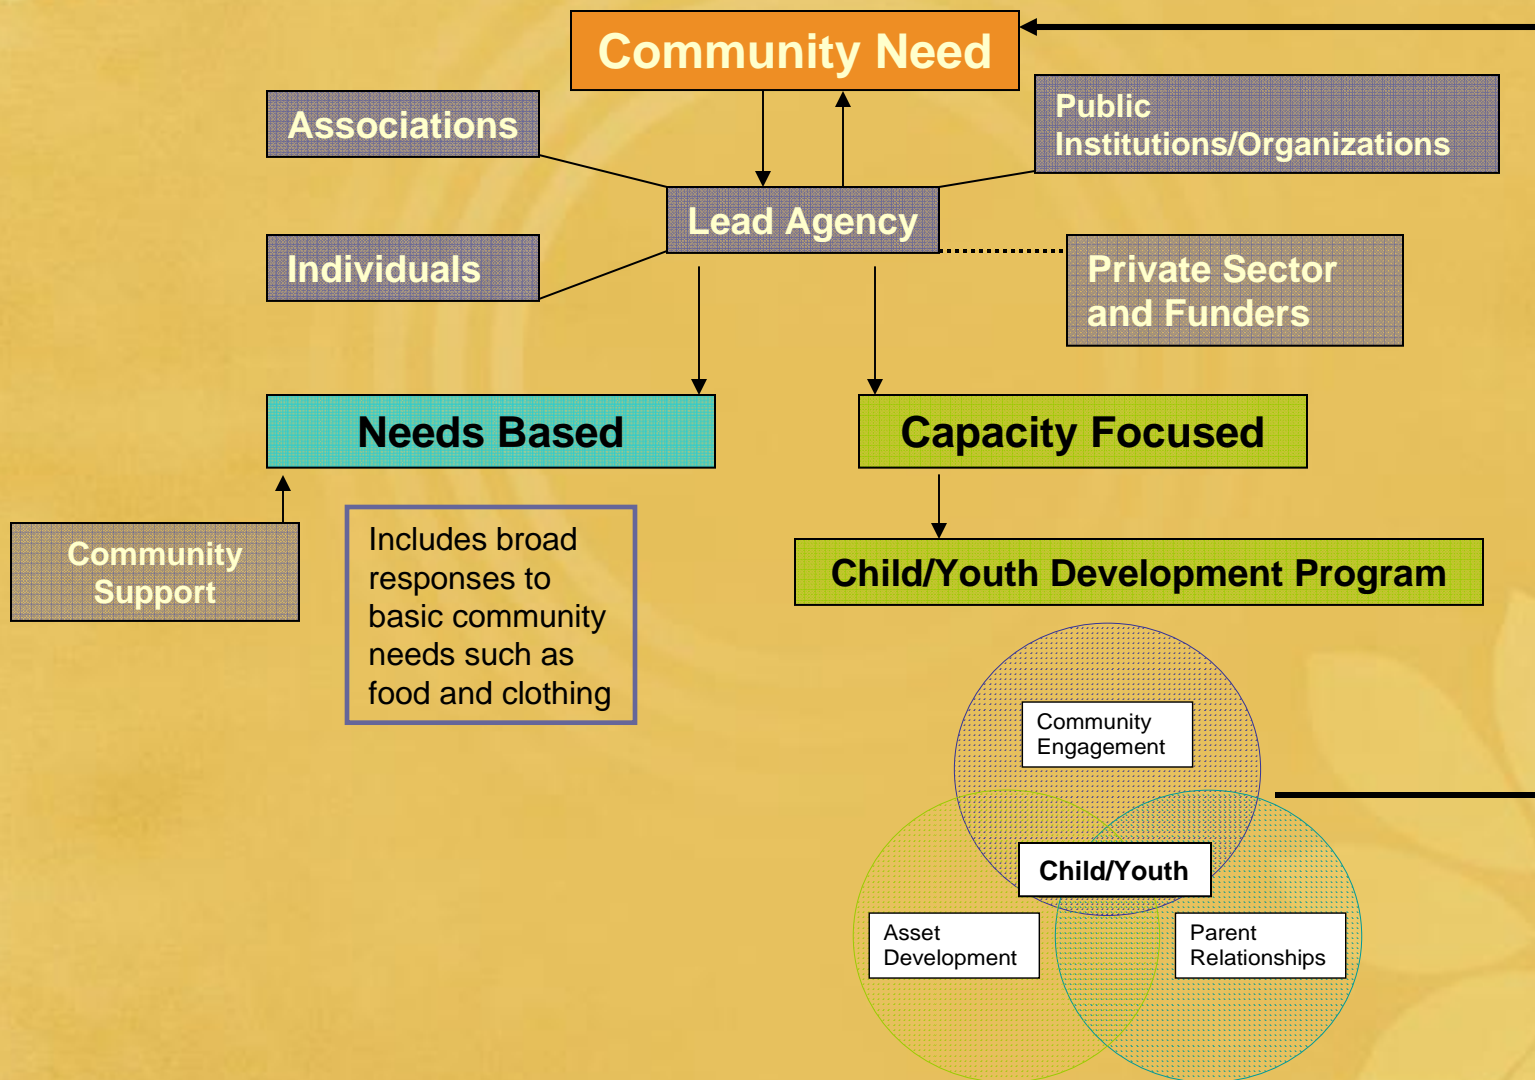 Community Need
Associations
Public
Institutions/Organizations
Lead Agency
Individuals
Private Sector
and Funders
Needs Based
Capacity Focused
Community
Support
Includes broad
responses to
basic community
needs such as
food and clothing
Child/Youth Development Program
Community
Engagement
Child/Youth
Asset
Development
Parent
Relationships